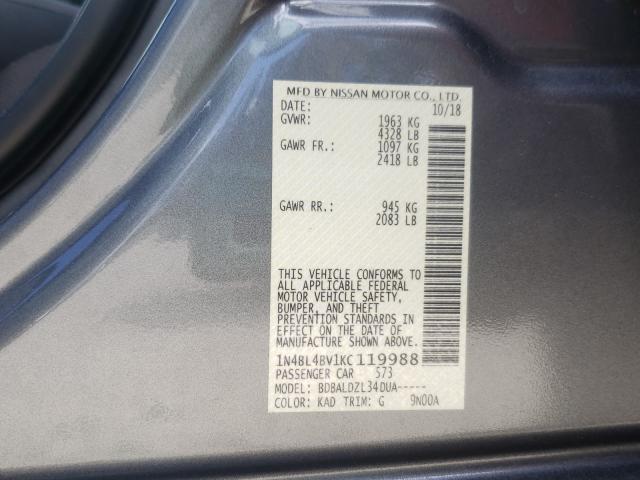 MFD BY NISSAN MOTOR CO., LTD.
DATE: 10/18
GVWR: 1963 KG
4328 LB
GAWR FR.: 1097 KG
2418 LB
GAWR RR.: 945 KG
2083 LB
THIS VEHICLE CONFORMS TO
ALL APPLICABLE FEDERAL
MOTOR VEHICLE SAFETY,
BUMPER, AND THEFT
PREVENTION STANDARDS IN
EFFECT ON THE DATE OF
MANUFACTURE SHOWN ABOVE.
1N4BL4BV1KC119988
PASSENGER CAR 573
MODEL: BDBALDZL34DUA-----
COLOR: KAD TRIM: G 9N00A